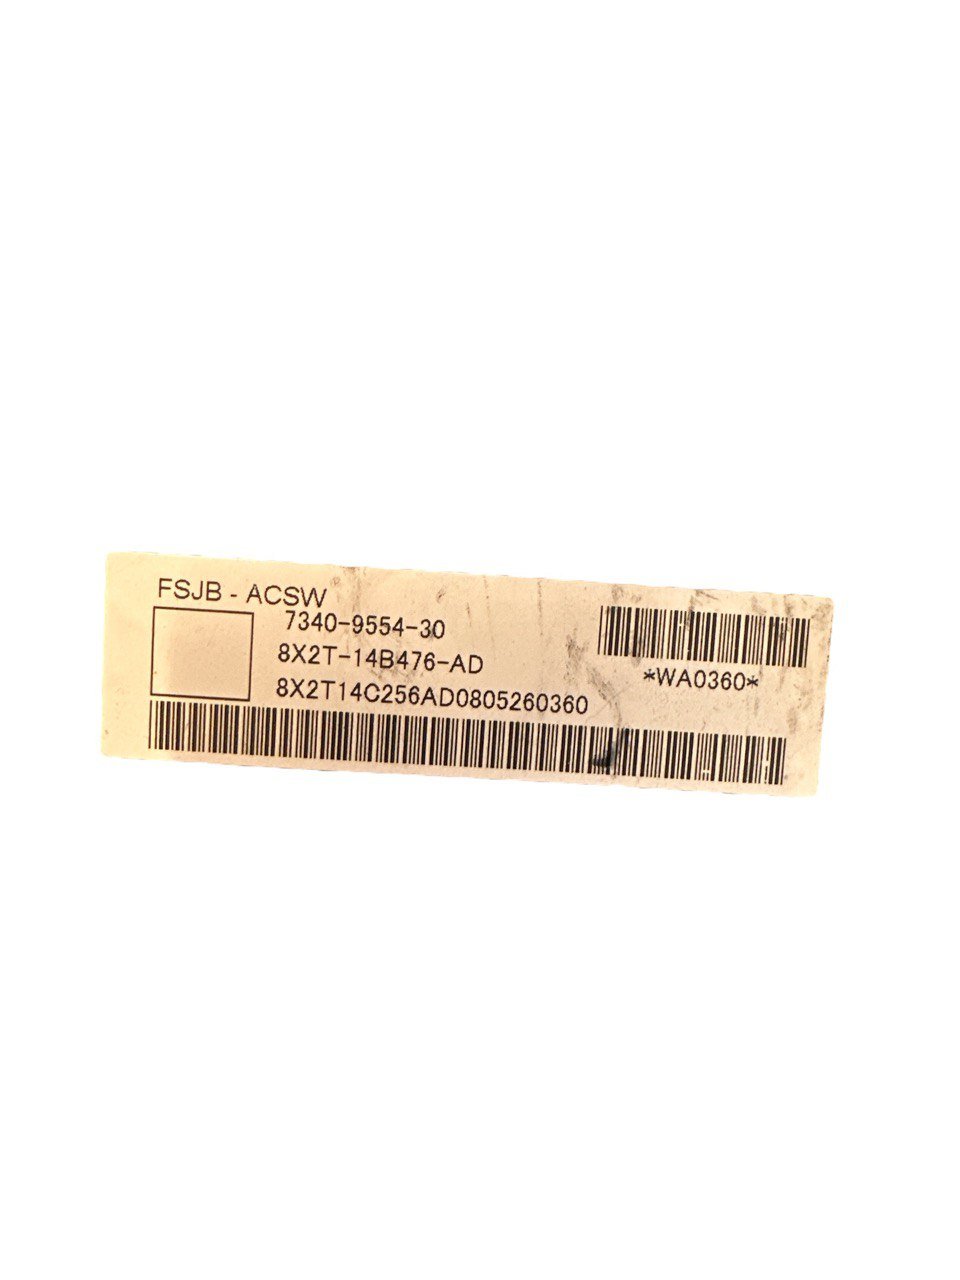 FSJB - ACSW
7340-9554-30
8X2T-14B476-AD
*WA0360*
8X2T14C256AD0805260360